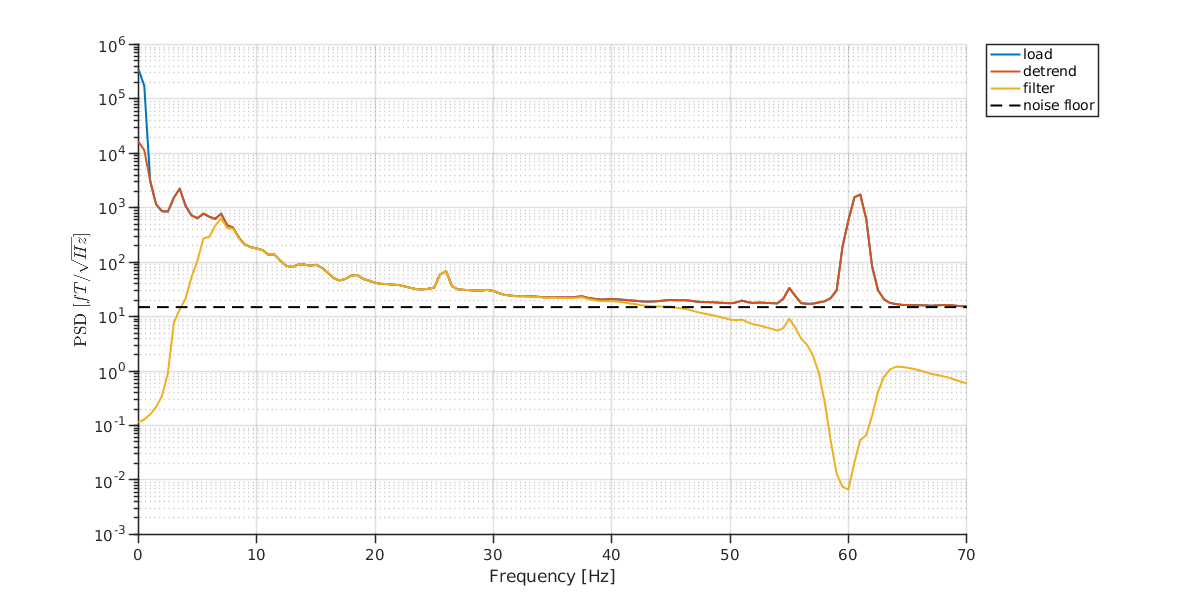 load
detrend
filter
noise floor
PSD [fT/√Hz]
10^6
10^5
10^4
10^3
10^2
10^1
10^0
10^-1
10^-2
10^-3
0 10 20 30 40 50 60 70
Frequency [Hz]